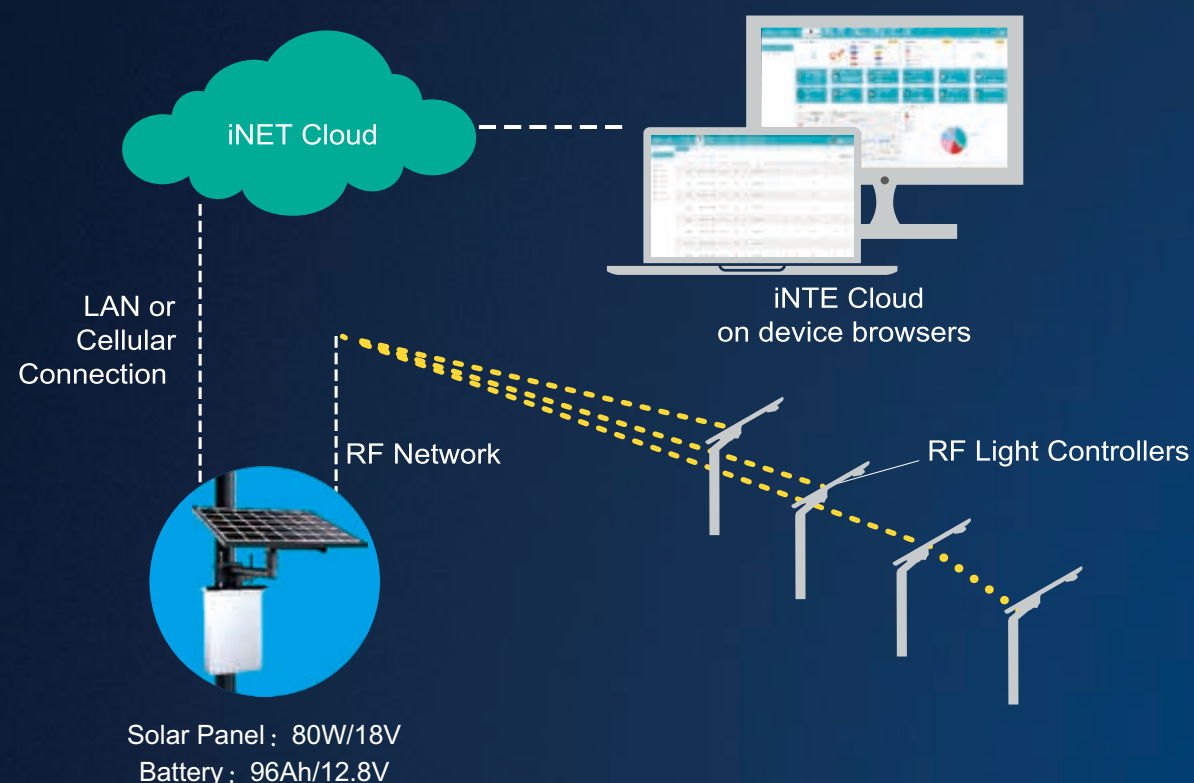 iNET Cloud
iNTE Cloud
on device browsers
LAN or
Cellular
Connection
RF Network
RF Light Controllers
Solar Panel：80W/18V
Battery：96Ah/12.8V